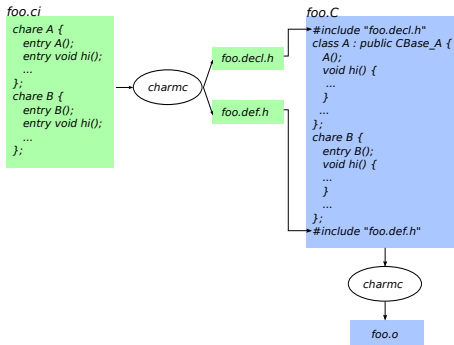 foo.ci
chare A {
entry A();
entry void hi();
...
};
chare B {
entry B();
entry void hi();
...
};
charmc
foo.decl.h
foo.def.h
foo.C
#include "foo.decl.h"
class A : public CBase_A {
A();
void hi() {
...
}
...
};
chare B {
entry B();
void hi() {
...
}
...
};
#include "foo.def.h"
charmc
foo.o